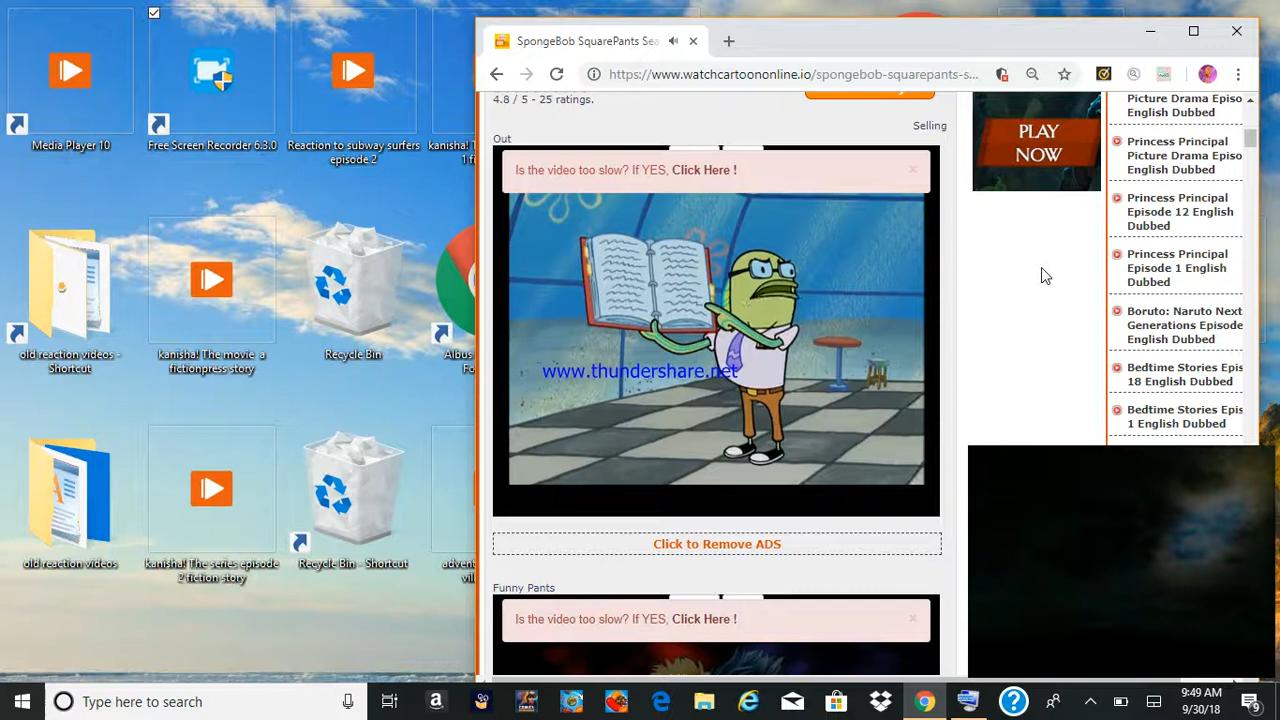 Media Player 10
Free Screen Recorder 6.3.0
Reaction to subway surfers
episode 2
kanisha!
1 f
old reaction videos -
Shortcut
kanisha! The movie a
fictionpress story
Recycle Bin
Albus
Fo
old reaction videos
kanisha! The series episode
2 fiction story
Recycle Bin - Shortcut
advent
vill
SpongeBob SquarePants Sea
https://www.watchcartoononline.io/spongebob-squarepants-s...
4.8 / 5 - 25 ratings.
Selling
Out
Is the video too slow? If YES, Click Here !
×
www.thundershare.net
Click to Remove ADS
Funny Pants
Is the video too slow? If YES, Click Here !
×
PLAY
NOW
Picture Drama Episo
English Dubbed
Princess Principal
Picture Drama Episo
English Dubbed
Princess Principal
Episode 12 English
Dubbed
Princess Principal
Episode 1 English
Dubbed
Boruto: Naruto Next
Generations Episode
English Dubbed
Bedtime Stories Epis
18 English Dubbed
Bedtime Stories Epis
1 English Dubbed
Type here to search
9:49 AM
9/30/18
9